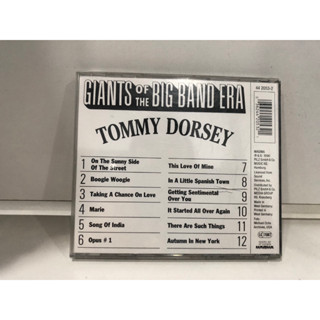 GIANTS OF THE BIG BAND ERA
TOMMY DORSEY
1 On The Sunny Side Of The Street
2 Boogie Woogie
3 Taking A Chance On Love
4 Marie
5 Song Of India
6 Opus # 1
This Love Of Mine 7
In A Little Spanish Town 8
Getting Sentimental Over You 9
It Started All Over Again 10
There Are Such Things 11
Autumn In New York 12